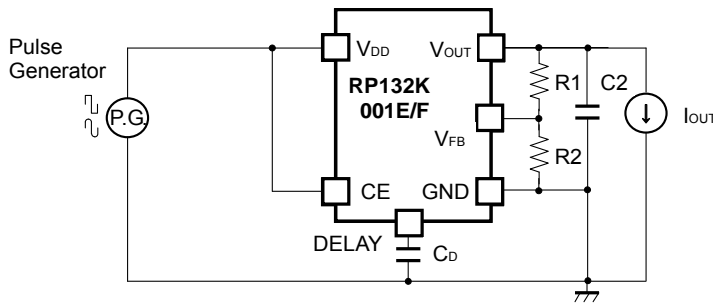 Pulse
Generator
P.G.
VDD
VOUT
RP132K
001E/F
R1
C2
IOUT
VFB
R2
CE
GND
DELAY
CD